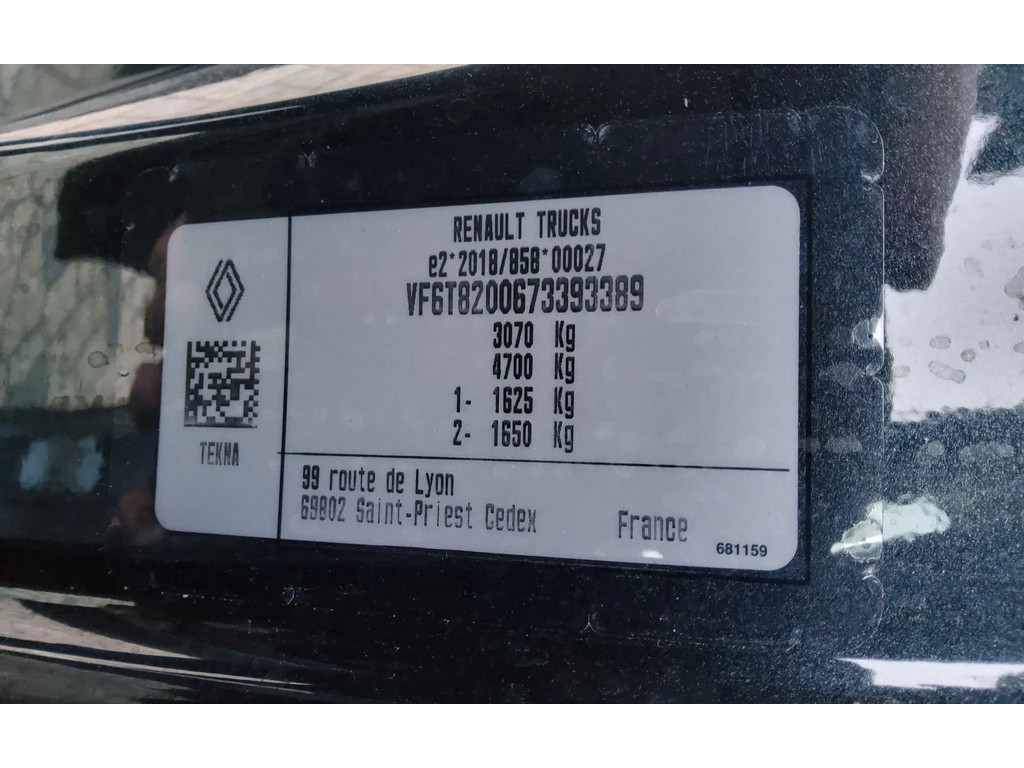 RENAULT TRUCKS
e2*2018/858*00027
VF6T8200673393389
3070 Kg
4700 Kg
1- 1625 Kg
2- 1650 Kg
TEKNA
99 route de Lyon
69802 Saint-Priest Cedex France
681159